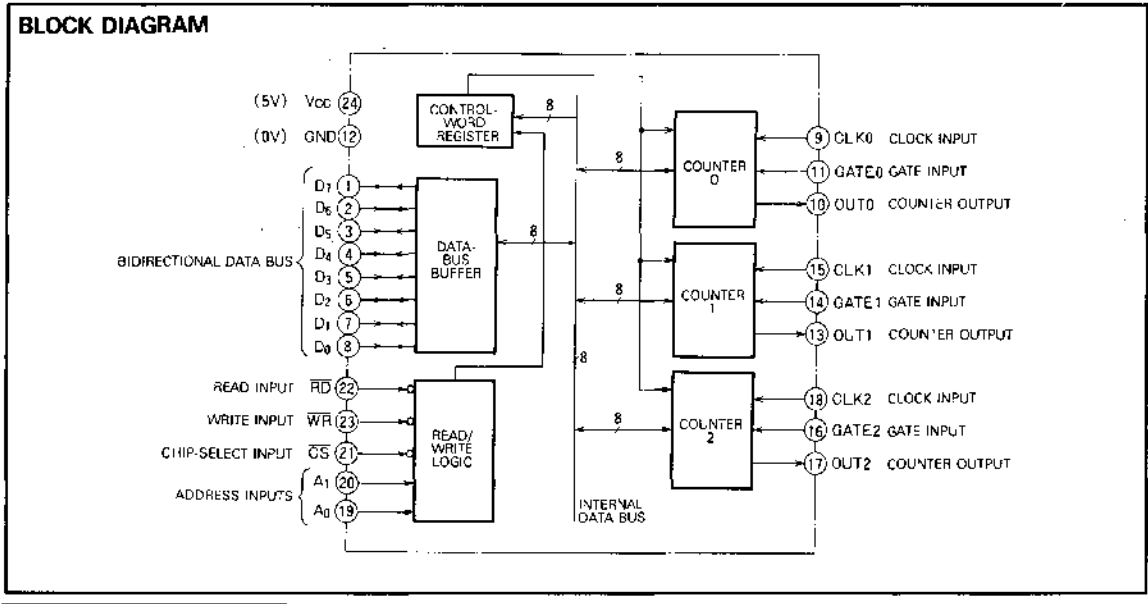 BLOCK DIAGRAM
(5V) Vcc 24
(0V) GND 12
BIDIRECTIONAL DATA BUS
D7 1
D6 2
D5 3
D4 4
D3 5
D2 6
D1 7
D0 8
READ INPUT RD 22
WRITE INPUT WR 23
CHIP-SELECT INPUT CS 21
ADDRESS INPUTS
A1 20
A0 19
CONTROL-
WORD
REGISTER
DATA-
BUS
BUFFER
READ/
WRITE
LOGIC
8
8
8
8
8
8
INTERNAL
DATA BUS
COUNTER
0
COUNTER
1
COUNTER
2
9 CLK0 CLOCK INPUT
11 GATE0 GATE INPUT
10 OUT0 COUNTER OUTPUT
15 CLK1 CLOCK INPUT
14 GATE1 GATE INPUT
13 OUT1 COUNTER OUTPUT
18 CLK2 CLOCK INPUT
16 GATE2 GATE INPUT
17 OUT2 COUNTER OUTPUT